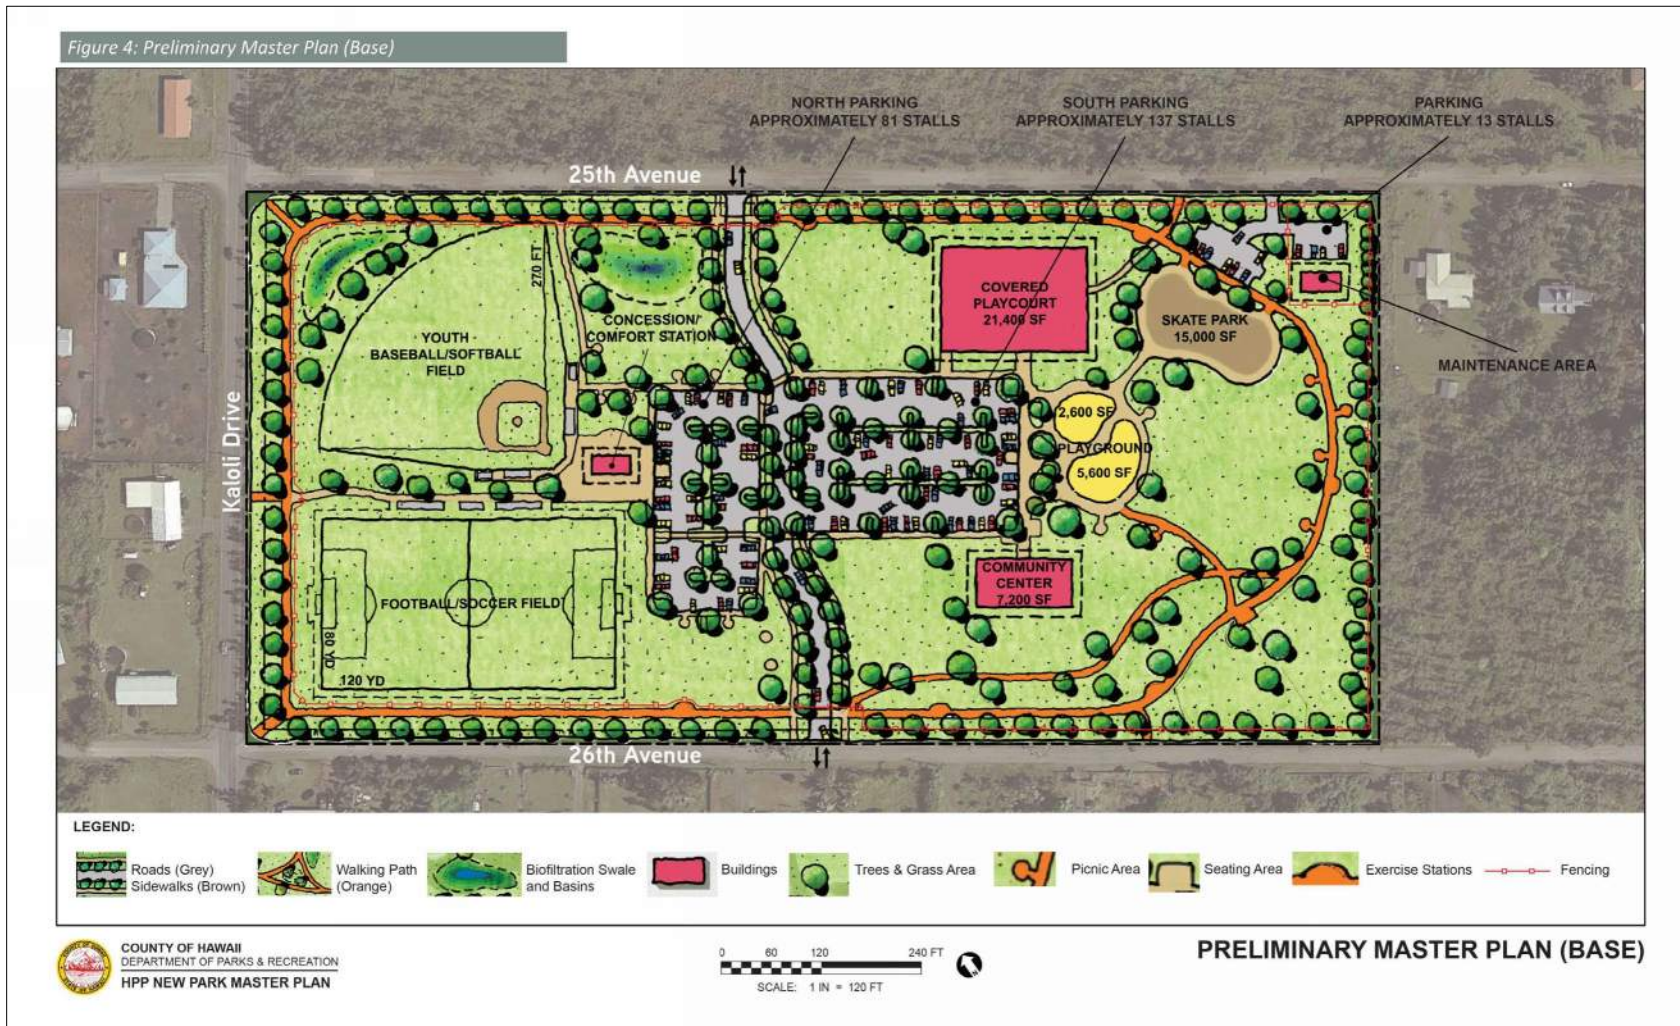 Figure 4: Preliminary Master Plan (Base)
NORTH PARKING
APPROXIMATELY 81 STALLS
SOUTH PARKING
APPROXIMATELY 137 STALLS
PARKING
APPROXIMATELY 13 STALLS
25th Avenue
270 FT
YOUTH
BASEBALL/SOFTBALL
FIELD
CONCESSION/
COMFORT STATION
COVERED
PLAYCOURT
21,400 SF
SKATE PARK
15,000 SF
MAINTENANCE AREA
2,600 SF
PLAYGROUND
5,600 SF
Kaloli Drive
FOOTBALL/SOCCER FIELD
80 YD
120 YD
COMMUNITY
CENTER
7,200 SF
26th Avenue
LEGEND:
Roads (Grey)
Sidewalks (Brown)
Walking Path
(Orange)
Biofiltration Swale
and Basins
Buildings
Trees & Grass Area
Picnic Area
Seating Area
Exercise Stations
Fencing
COUNTY OF HAWAII
DEPARTMENT OF PARKS & RECREATION
HPP NEW PARK MASTER PLAN
0 60 120 240 FT
SCALE: 1 IN = 120 FT
PRELIMINARY MASTER PLAN (BASE)